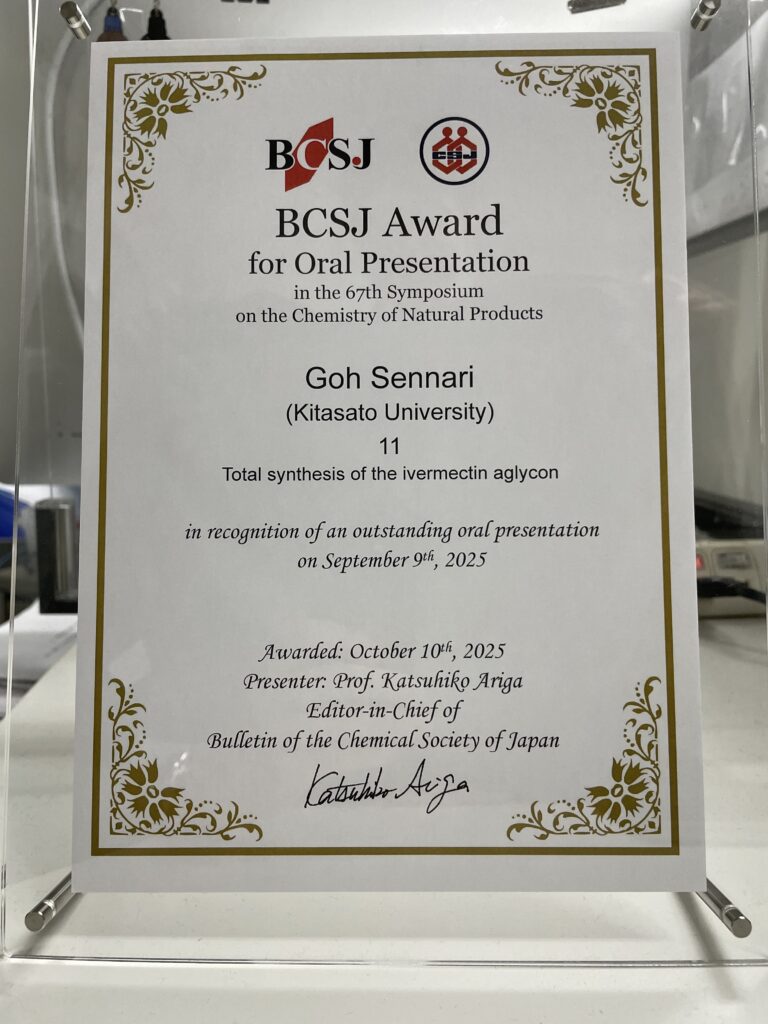 BCSJ
CSJ
BCSJ Award
for Oral Presentation
in the 67th Symposium
on the Chemistry of Natural Products
Goh Sennari
(Kitasato University)
11
Total synthesis of the ivermectin aglycon
in recognition of an outstanding oral presentation
on September 9th, 2025
Awarded: October 10th, 2025
Presenter: Prof. Katsuhiko Ariga
Editor-in-Chief of
Bulletin of the Chemical Society of Japan
Katsuhiko Ariga